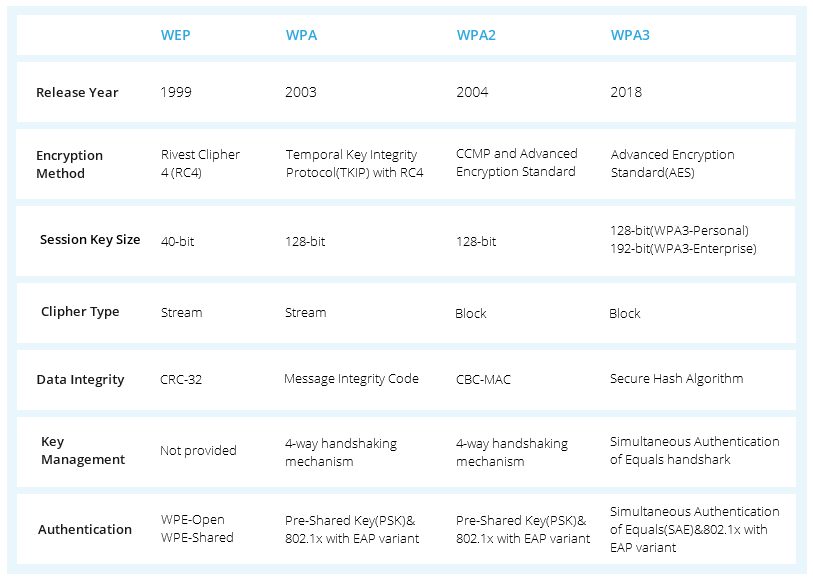 WEP WPA WPA2 WPA3
Release Year 1999 2003 2004 2018
Encryption Rivest Clipher Temporal Key Integrity CCMP and Advanced Advanced Encryption
Method 4 (RC4) Protocol(TKIP) with RC4 Encryption Standard Standard(AES)
Session Key Size 40-bit 128-bit 128-bit 128-bit(WPA3-Personal)
192-bit(WPA3-Enterprise)
Clipher Type Stream Stream Block Block
Data Integrity CRC-32 Message Integrity Code CBC-MAC Secure Hash Algorithm
Key Not provided 4-way handshaking 4-way handshaking Simultaneous Authentication
Management mechanism mechanism of Equals handshark
Authentication WPE-Open Pre-Shared Key(PSK)& Pre-Shared Key(PSK)& Simultaneous Authentication
WPE-Shared 802.1x with EAP variant 802.1x with EAP variant of Equals(SAE)&802.1x with
EAP variant